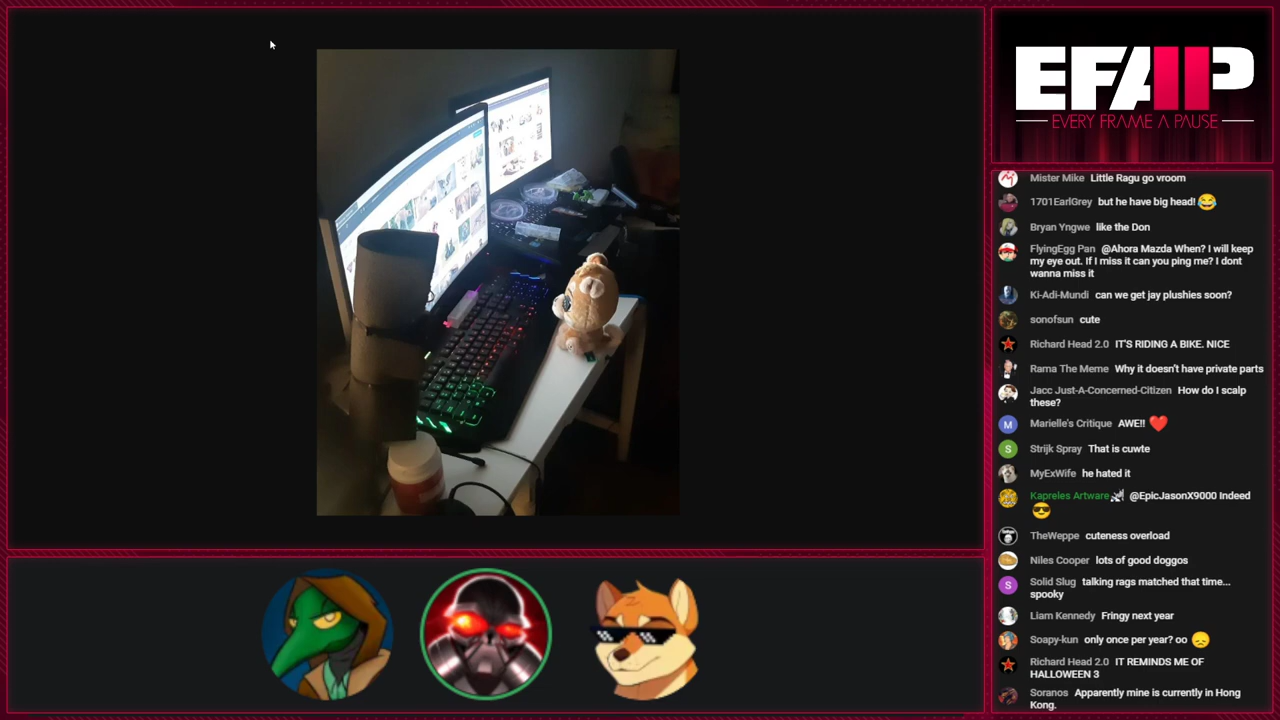 EFAP
EVERY FRAME A PAUSE
Mister Mike Little Ragu go vroom
1701EarlGrey but he have big head! 😂
Bryan Yngwe like the Don
FlyingEgg Pan @Ahora Mazda When? I will keep
my eye out. If I miss it can you ping me? I dont
wanna miss it
Ki-Adi-Mundi can we get jay plushies soon?
sonofsun cute
Richard Head 2.0 IT'S RIDING A BIKE. NICE
Rama The Meme Why it doesn't have private parts
Jacc Just-A-Concerned-Citizen How do I scalp
these?
M Marielle's Critique AWE!! ❤️
S Strijk Spray That is cuwte
MyExWife he hated it
Kapreles Artware @EpicJasonX9000 Indeed
😎
TheWeppe cuteness overload
Niles Cooper lots of good doggos
S Solid Slug talking rags matched that time...
spooky
Liam Kennedy Fringy next year
Soapy-kun only once per year? oo 😞
Richard Head 2.0 IT REMINDS ME OF
HALLOWEEN 3
Soranos Apparently mine is currently in Hong
Kong.